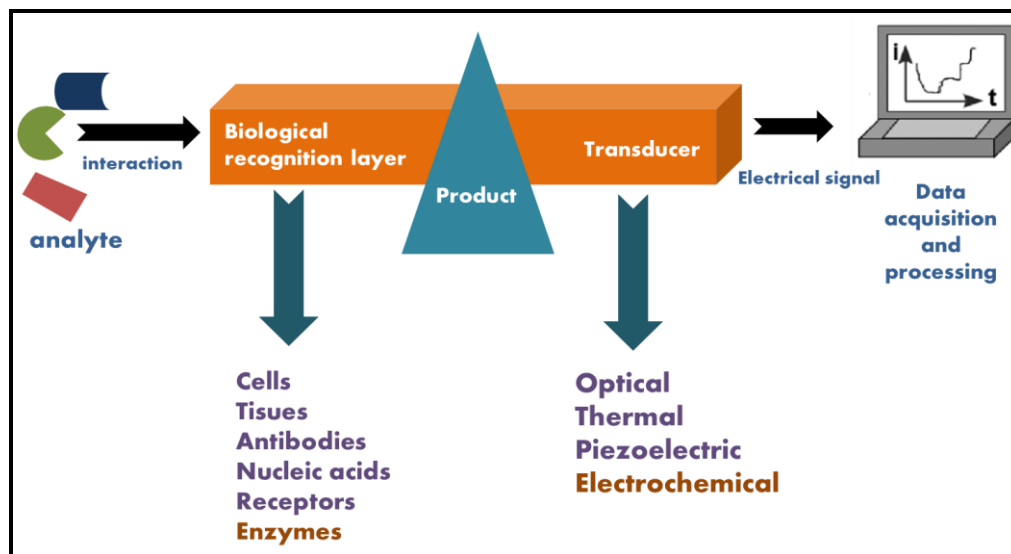 interaction
analyte
Biological
recognition layer
Product
Transducer
Electrical signal
i
t
Data
acquisition
and
processing
Cells
Tisues
Antibodies
Nucleic acids
Receptors
Enzymes
Optical
Thermal
Piezoelectric
Electrochemical